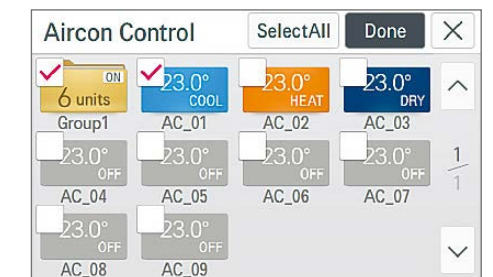 Aircon Control SelectAll Done
ON
6 units 23.0° COOL 23.0° HEAT 23.0° DRY
Group1 AC_01 AC_02 AC_03
23.0° OFF 23.0° OFF 23.0° OFF 23.0° OFF
1
1
AC_04 AC_05 AC_06 AC_07
23.0° OFF 23.0° OFF
AC_08 AC_09